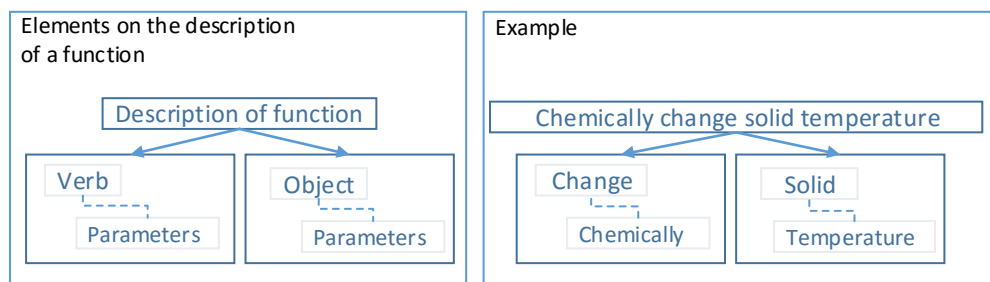 Elements on the description
of a function
Description of function
Verb
Parameters
Object
Parameters
Example
Chemically change solid temperature
Change
Chemically
Solid
Temperature